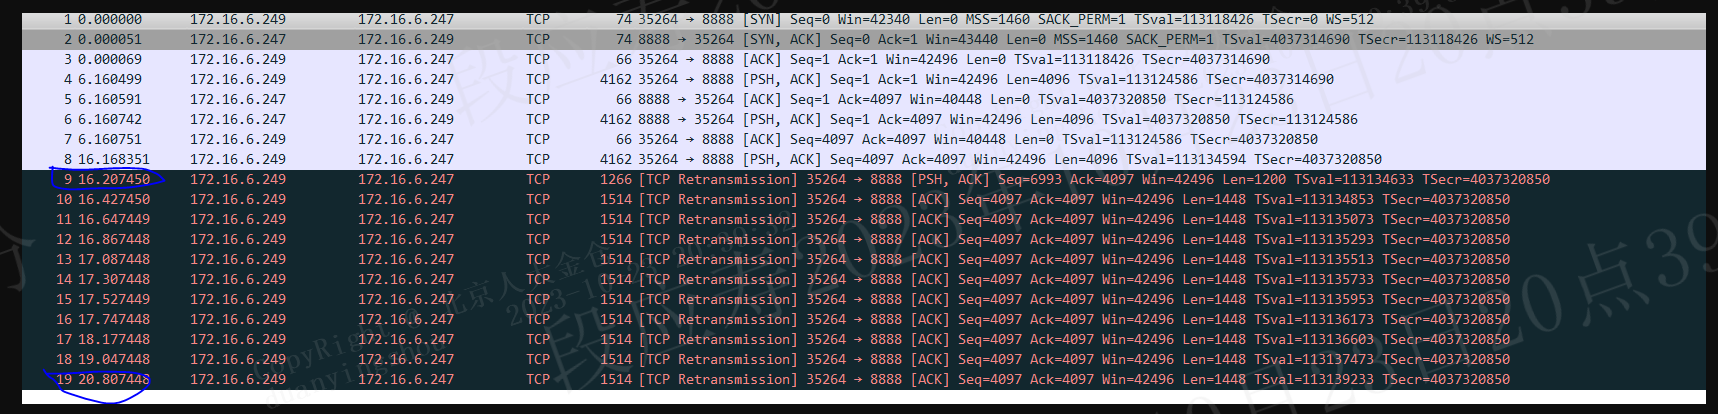 1 0.000000 172.16.6.249 172.16.6.247 TCP 74 35264 → 8888 [SYN] Seq=0 Win=42340 Len=0 MSS=1460 SACK_PERM=1 TSval=113118426 TSecr=0 WS=512
2 0.000051 172.16.6.247 172.16.6.249 TCP 74 8888 → 35264 [SYN, ACK] Seq=0 Ack=1 Win=43440 Len=0 MSS=1460 SACK_PERM=1 TSval=4037314690 TSecr=113118426 WS=512
3 0.000069 172.16.6.249 172.16.6.247 TCP 66 35264 → 8888 [ACK] Seq=1 Ack=1 Win=42496 Len=0 TSval=113118426 TSecr=4037314690
4 6.160499 172.16.6.249 172.16.6.247 TCP 4162 35264 → 8888 [PSH, ACK] Seq=1 Ack=1 Win=42496 Len=4096 TSval=113124586 TSecr=4037314690
5 6.160591 172.16.6.247 172.16.6.249 TCP 66 8888 → 35264 [ACK] Seq=1 Ack=4097 Win=40448 Len=0 TSval=4037320850 TSecr=113124586
6 6.160742 172.16.6.247 172.16.6.249 TCP 4162 8888 → 35264 [PSH, ACK] Seq=1 Ack=4097 Win=42496 Len=4096 TSval=4037320850 TSecr=113124586
7 6.160751 172.16.6.249 172.16.6.247 TCP 66 35264 → 8888 [ACK] Seq=4097 Ack=4097 Win=40448 Len=0 TSval=113124586 TSecr=4037320850
8 16.168351 172.16.6.249 172.16.6.247 TCP 4162 35264 → 8888 [PSH, ACK] Seq=4097 Ack=4097 Win=42496 Len=4096 TSval=113134594 TSecr=4037320850
9 16.207450 172.16.6.249 172.16.6.247 TCP 1266 [TCP Retransmission] 35264 → 8888 [PSH, ACK] Seq=6993 Ack=4097 Win=42496 Len=1200 TSval=113134633 TSecr=4037320850
10 16.427450 172.16.6.249 172.16.6.247 TCP 1514 [TCP Retransmission] 35264 → 8888 [ACK] Seq=4097 Ack=4097 Win=42496 Len=1448 TSval=113134853 TSecr=4037320850
11 16.647449 172.16.6.249 172.16.6.247 TCP 1514 [TCP Retransmission] 35264 → 8888 [ACK] Seq=4097 Ack=4097 Win=42496 Len=1448 TSval=113135073 TSecr=4037320850
12 16.867448 172.16.6.249 172.16.6.247 TCP 1514 [TCP Retransmission] 35264 → 8888 [ACK] Seq=4097 Ack=4097 Win=42496 Len=1448 TSval=113135293 TSecr=4037320850
13 17.087448 172.16.6.249 172.16.6.247 TCP 1514 [TCP Retransmission] 35264 → 8888 [ACK] Seq=4097 Ack=4097 Win=42496 Len=1448 TSval=113135513 TSecr=4037320850
14 17.307448 172.16.6.249 172.16.6.247 TCP 1514 [TCP Retransmission] 35264 → 8888 [ACK] Seq=4097 Ack=4097 Win=42496 Len=1448 TSval=113135733 TSecr=4037320850
15 17.527449 172.16.6.249 172.16.6.247 TCP 1514 [TCP Retransmission] 35264 → 8888 [ACK] Seq=4097 Ack=4097 Win=42496 Len=1448 TSval=113135953 TSecr=4037320850
16 17.747448 172.16.6.249 172.16.6.247 TCP 1514 [TCP Retransmission] 35264 → 8888 [ACK] Seq=4097 Ack=4097 Win=42496 Len=1448 TSval=113136173 TSecr=4037320850
17 18.177448 172.16.6.249 172.16.6.247 TCP 1514 [TCP Retransmission] 35264 → 8888 [ACK] Seq=4097 Ack=4097 Win=42496 Len=1448 TSval=113136603 TSecr=4037320850
18 19.047448 172.16.6.249 172.16.6.247 TCP 1514 [TCP Retransmission] 35264 → 8888 [ACK] Seq=4097 Ack=4097 Win=42496 Len=1448 TSval=113137473 TSecr=4037320850
19 20.807448 172.16.6.249 172.16.6.247 TCP 1514 [TCP Retransmission] 35264 → 8888 [ACK] Seq=4097 Ack=4097 Win=42496 Len=1448 TSval=113139233 TSecr=4037320850